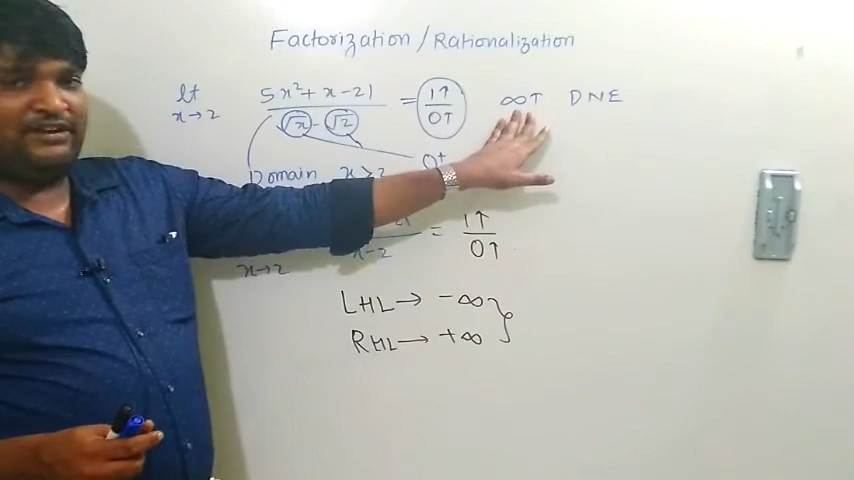 Factorization / Rationalization
lt x→2 5x²+x-21 / √x - √2 = 1↑/0↑ ∞↑ DNE
Domain x>2 0⁺
x→2 x-2 = 1↑/0↑
LHL → -∞
RHL → +∞